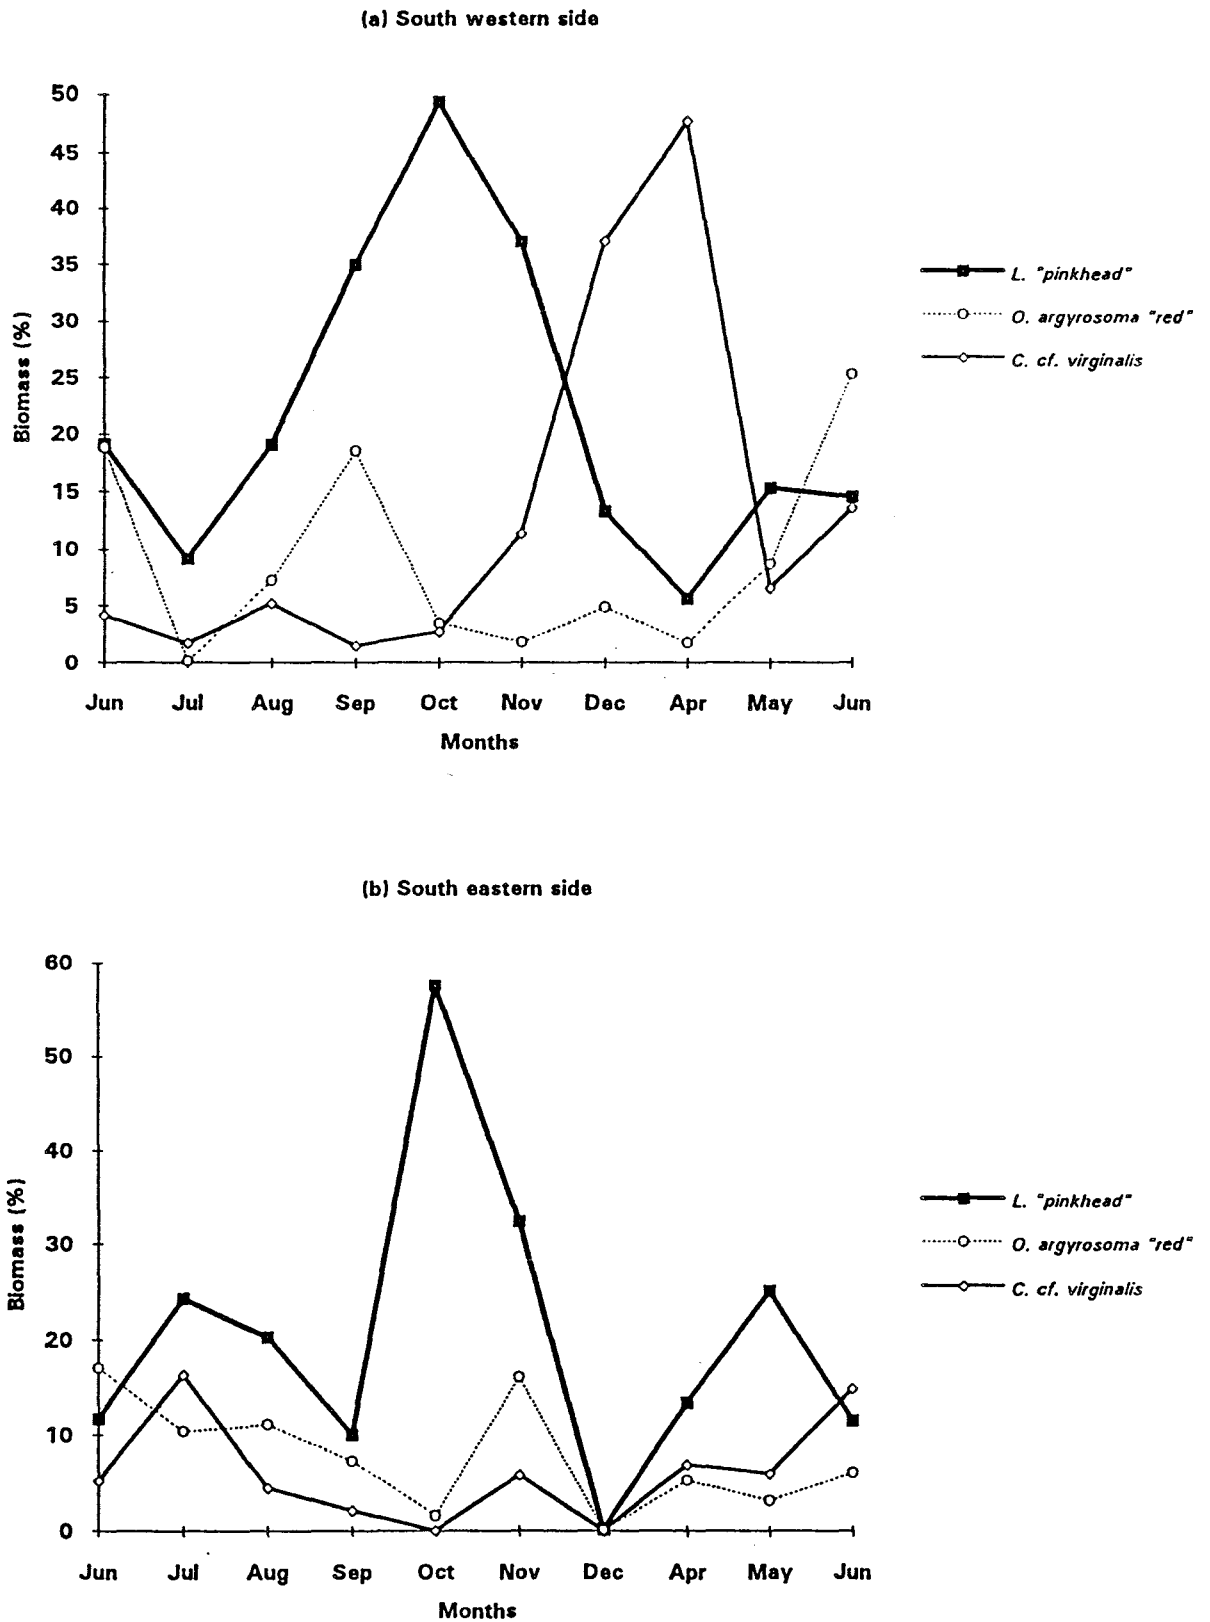 (a) South western side
50
45
40
35
30
25
20
15
10
5
0
Biomass (%)
Jun Jul Aug Sep Oct Nov Dec Apr May Jun
Months
L. "pinkhead"
O. argyrosoma "red"
C. cf. virginalis
(b) South eastern side
60
50
40
30
20
10
0
Biomass (%)
Jun Jul Aug Sep Oct Nov Dec Apr May Jun
Months
L. "pinkhead"
O. argyrosoma "red"
C. cf. virginalis